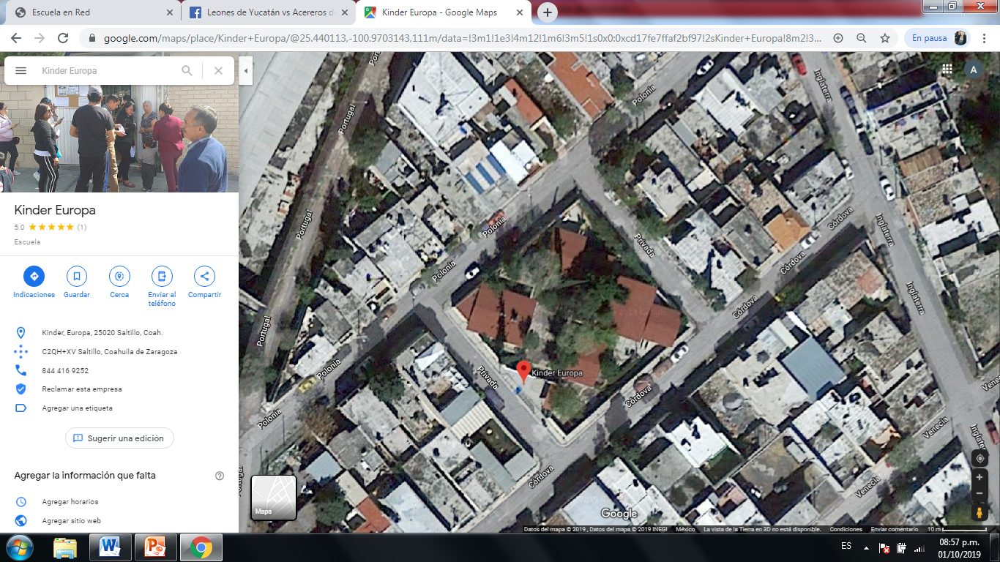 Escuela en Red
Leones de Yucatán vs Acereros d
Kinder Europa - Google Maps
google.com/maps/place/Kinder+Europa/@25.440113,-100.9703143,111m/data=!3m1!1e3!4m12!1m6!3m5!1s0x0:0xcd17fe7ffaf2bf97!2sKinder+Europa!8m2!3...
En pausa
Kinder Europa
A
Kinder Europa
5.0 (1)
Escuela
Indicaciones
Guardar
Cerca
Enviar al
teléfono
Compartir
Kinder, Europa, 25020 Saltillo, Coah.
C2QH+XV Saltillo, Coahuila de Zaragoza
844 416 9252
Reclamar esta empresa
Agregar una etiqueta
Sugerir una edición
Agregar la información que falta
Agregar horarios
Agregar sitio web
Portugal
Portugal
Portugal
Polonia
Polonia
Polonia
Polonia
Polonia
Privada
Privada
Inglaterra
Inglaterra
Inglaterra
Córdova
Córdova
Córdova
Córdova
Córdova
Venecia
Venecia
Kinder Europa
Mapa
Google
Datos del mapa © 2019 , Datos del mapa © 2019 INEGI
México
La vista de la Tierra en 3D no está disponible.
Condiciones
Enviar comentario
10 m
ES
08:57 p.m.
01/10/2019